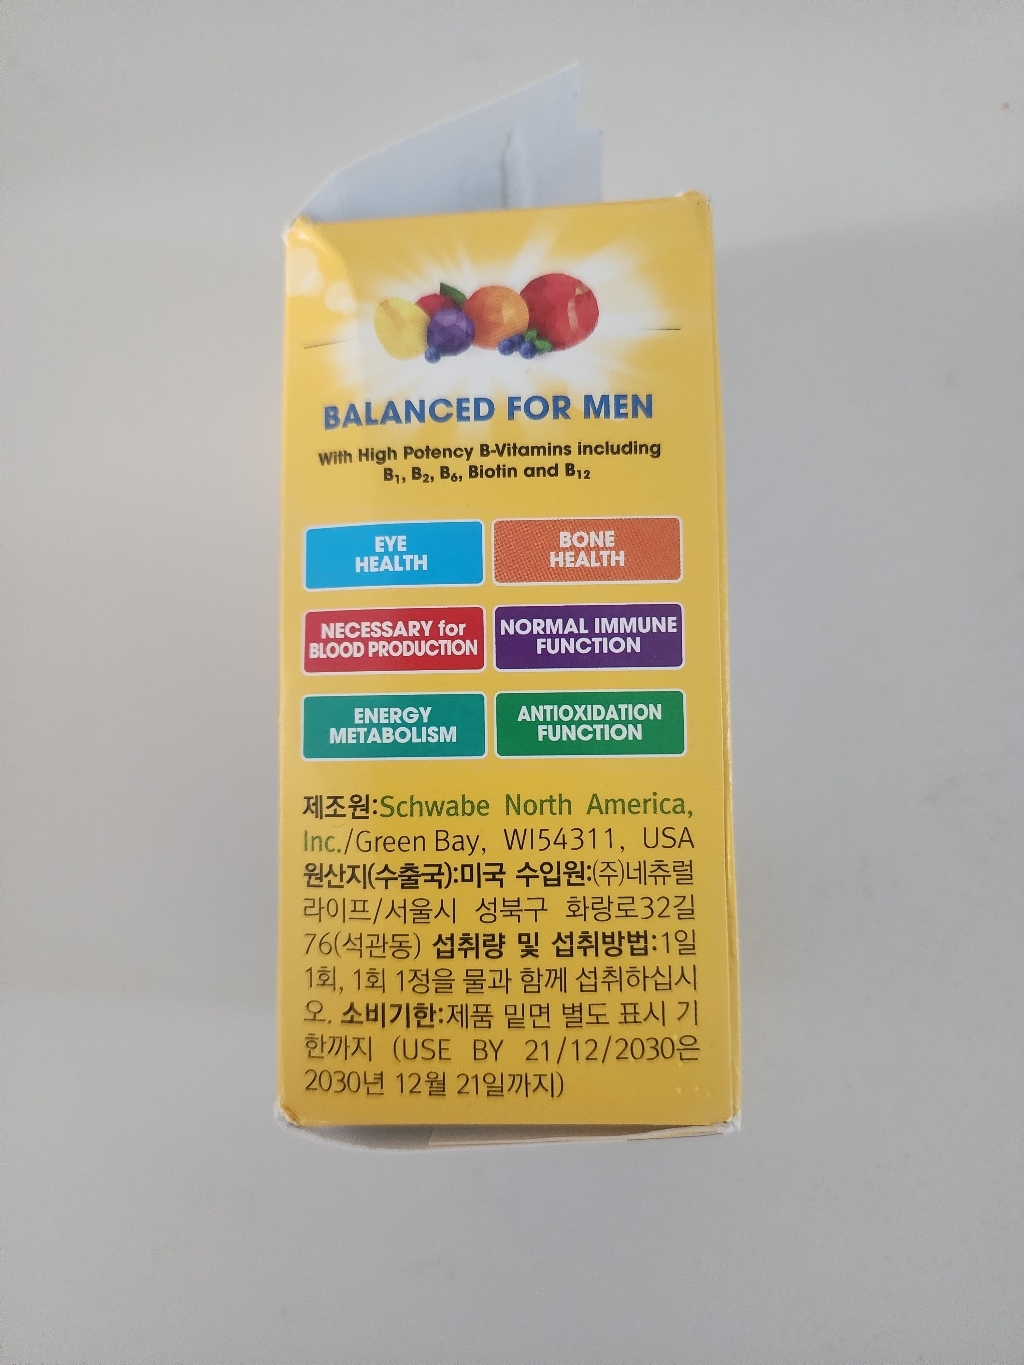 BALANCED FOR MEN
With High Potency B-Vitamins including
B₁, B₂, B₆, Biotin and B₁₂
EYE
HEALTH
BONE
HEALTH
NECESSARY for
BLOOD PRODUCTION
NORMAL IMMUNE
FUNCTION
ENERGY
METABOLISM
ANTIOXIDATION
FUNCTION
제조원:Schwabe North America,
Inc./Green Bay, WI54311, USA
원산지(수출국):미국 수입원:(주)네츄럴
라이프/서울시 성북구 화랑로32길
76(석관동) 섭취량 및 섭취방법:1일
1회, 1회 1정을 물과 함께 섭취하십시
오. 소비기한:제품 밑면 별도 표시 기
한까지 (USE BY 21/12/2030은
2030년 12월 21일까지)